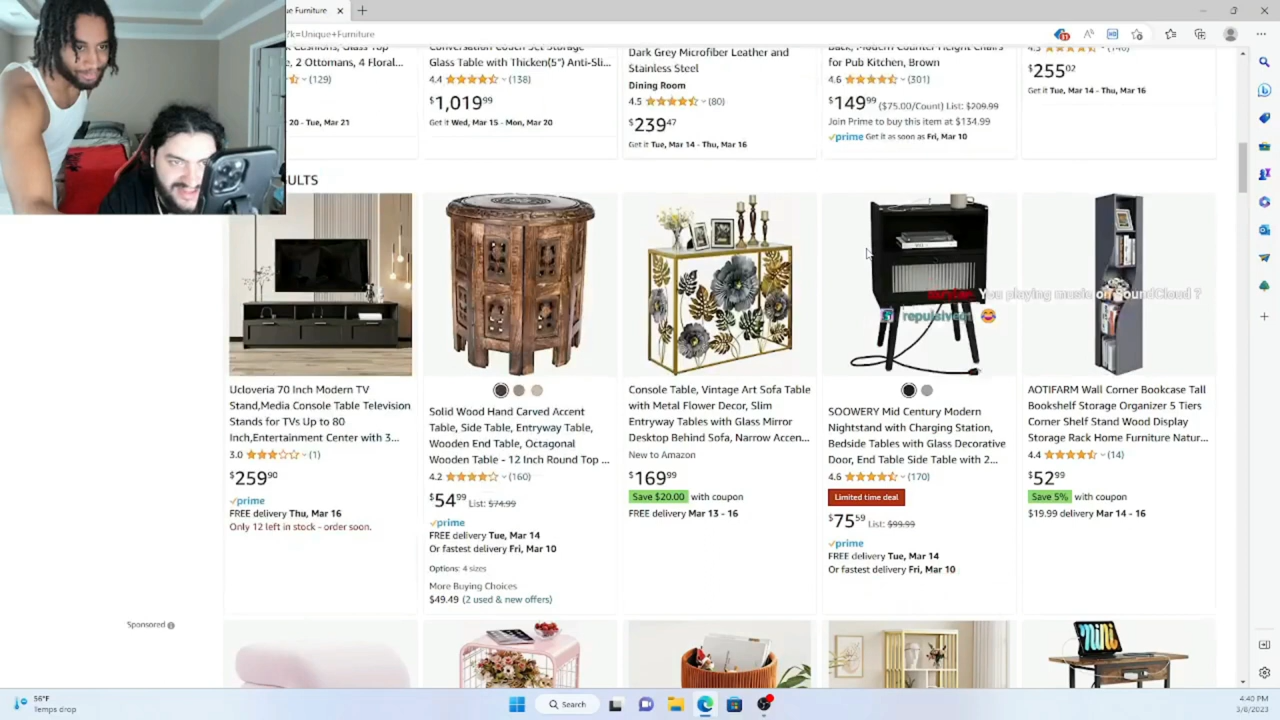 ue Furniture
?k=Unique+Furniture
, 2 Ottomans, 4 Floral...
(129)
20 - Tue, Mar 21
Conversation Couch Set Storage
Glass Table with Thicken(5") Anti-Sli...
4.4 (138)
$1,019.99
Get it Wed, Mar 15 - Mon, Mar 20
Dark Grey Microfiber Leather and
Stainless Steel
Dining Room
4.5 (80)
$239.47
Get it Tue, Mar 14 - Thu, Mar 16
Back, Modern Counter Height Chairs
for Pub Kitchen, Brown
4.6 (301)
$149.99 ($75.00/Count) List: $209.99
Join Prime to buy this item at $134.99
prime Get it as soon as Fri, Mar 10
$255.02
Get it Tue, Mar 14 - Thu, Mar 16
ULTS
Ucloveria 70 Inch Modern TV
Stand,Media Console Table Television
Stands for TVs Up to 80
Inch,Entertainment Center with 3...
3.0 (1)
$259.90
prime
FREE delivery Thu, Mar 16
Only 12 left in stock - order soon.
Solid Wood Hand Carved Accent
Table, Side Table, Entryway Table,
Wooden End Table, Octagonal
Wooden Table - 12 Inch Round Top ...
4.2 (160)
$54.99 List: $74.99
prime
FREE delivery Tue, Mar 14
Or fastest delivery Fri, Mar 10
Options: 4 sizes
More Buying Choices
$49.49 (2 used & new offers)
Console Table, Vintage Art Sofa Table
with Metal Flower Decor, Slim
Entryway Tables with Glass Mirror
Desktop Behind Sofa, Narrow Accen...
New to Amazon
$169.99
Save $20.00 with coupon
FREE delivery Mar 13 - 16
You playing music on SoundCloud ?
SOOWERY Mid Century Modern
Nightstand with Charging Station,
Bedside Tables with Glass Decorative
Door, End Table Side Table with 2...
4.6 (170)
Limited time deal
$75.59 List: $99.99
prime
FREE delivery Tue, Mar 14
Or fastest delivery Fri, Mar 10
AOTIFARM Wall Corner Bookcase Tall
Bookshelf Storage Organizer 5 Tiers
Corner Shelf Stand Wood Display
Storage Rack Home Furniture Natur...
4.4 (14)
$52.99
Save 5% with coupon
$19.99 delivery Mar 14 - 16
Sponsored
56°F
Temps drop
Search
4:40 PM
3/8/2023